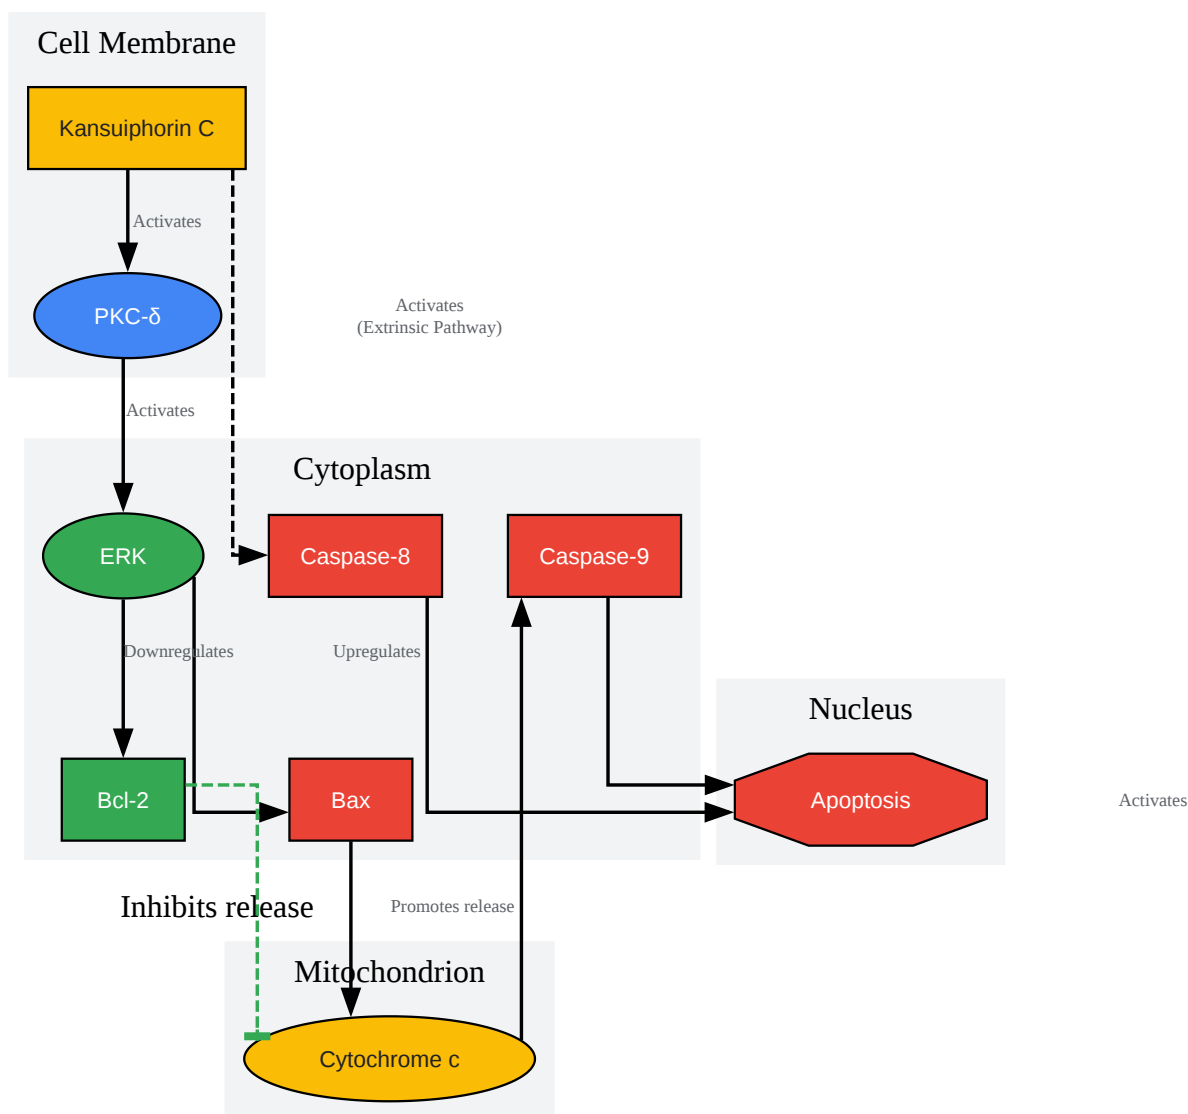 Cell Membrane
Kansuiphorin C
Activates
PKC-δ
Activates
(Extrinsic Pathway)
Activates
Cytoplasm
ERK
Caspase-8
Caspase-9
Downregulates
Upregulates
Nucleus
Bcl-2
Bax
Apoptosis
Activates
Inhibits release
Promotes release
Mitochondrion
Cytochrome c